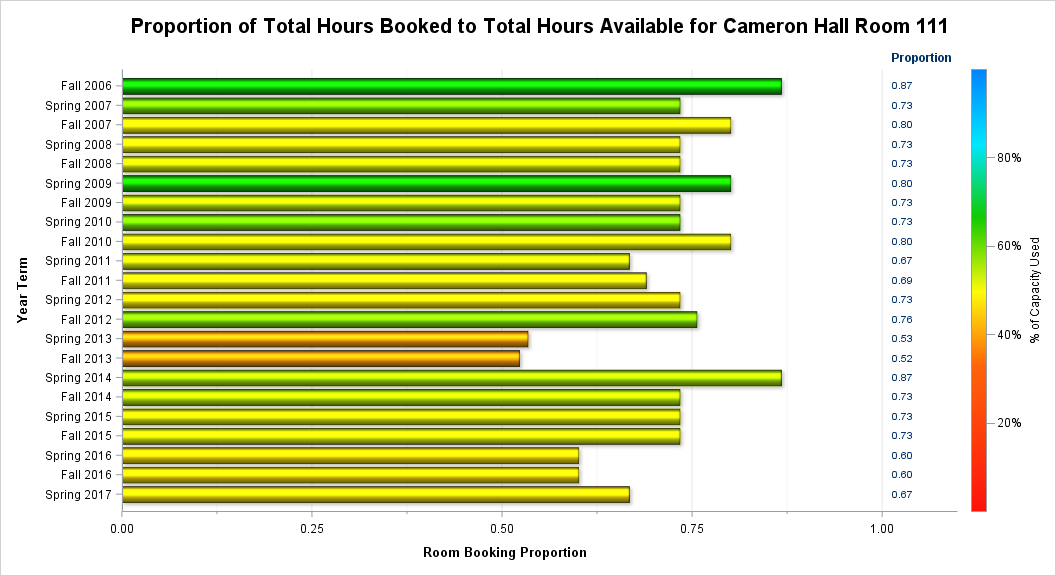 Proportion of Total Hours Booked to Total Hours Available for Cameron Hall Room 111
Proportion
Fall 2006 0.87
Spring 2007 0.73
Fall 2007 0.80
Spring 2008 0.73
Fall 2008 0.73
Spring 2009 0.80
Fall 2009 0.73
Spring 2010 0.73
Fall 2010 0.80
Spring 2011 0.67
Fall 2011 0.69
Spring 2012 0.73
Fall 2012 0.76
Spring 2013 0.53
Fall 2013 0.52
Spring 2014 0.87
Fall 2014 0.73
Spring 2015 0.73
Fall 2015 0.73
Spring 2016 0.60
Fall 2016 0.60
Spring 2017 0.67
Year Term
0.00 0.25 0.50 0.75 1.00
Room Booking Proportion
80%
60%
40%
20%
% of Capacity Used